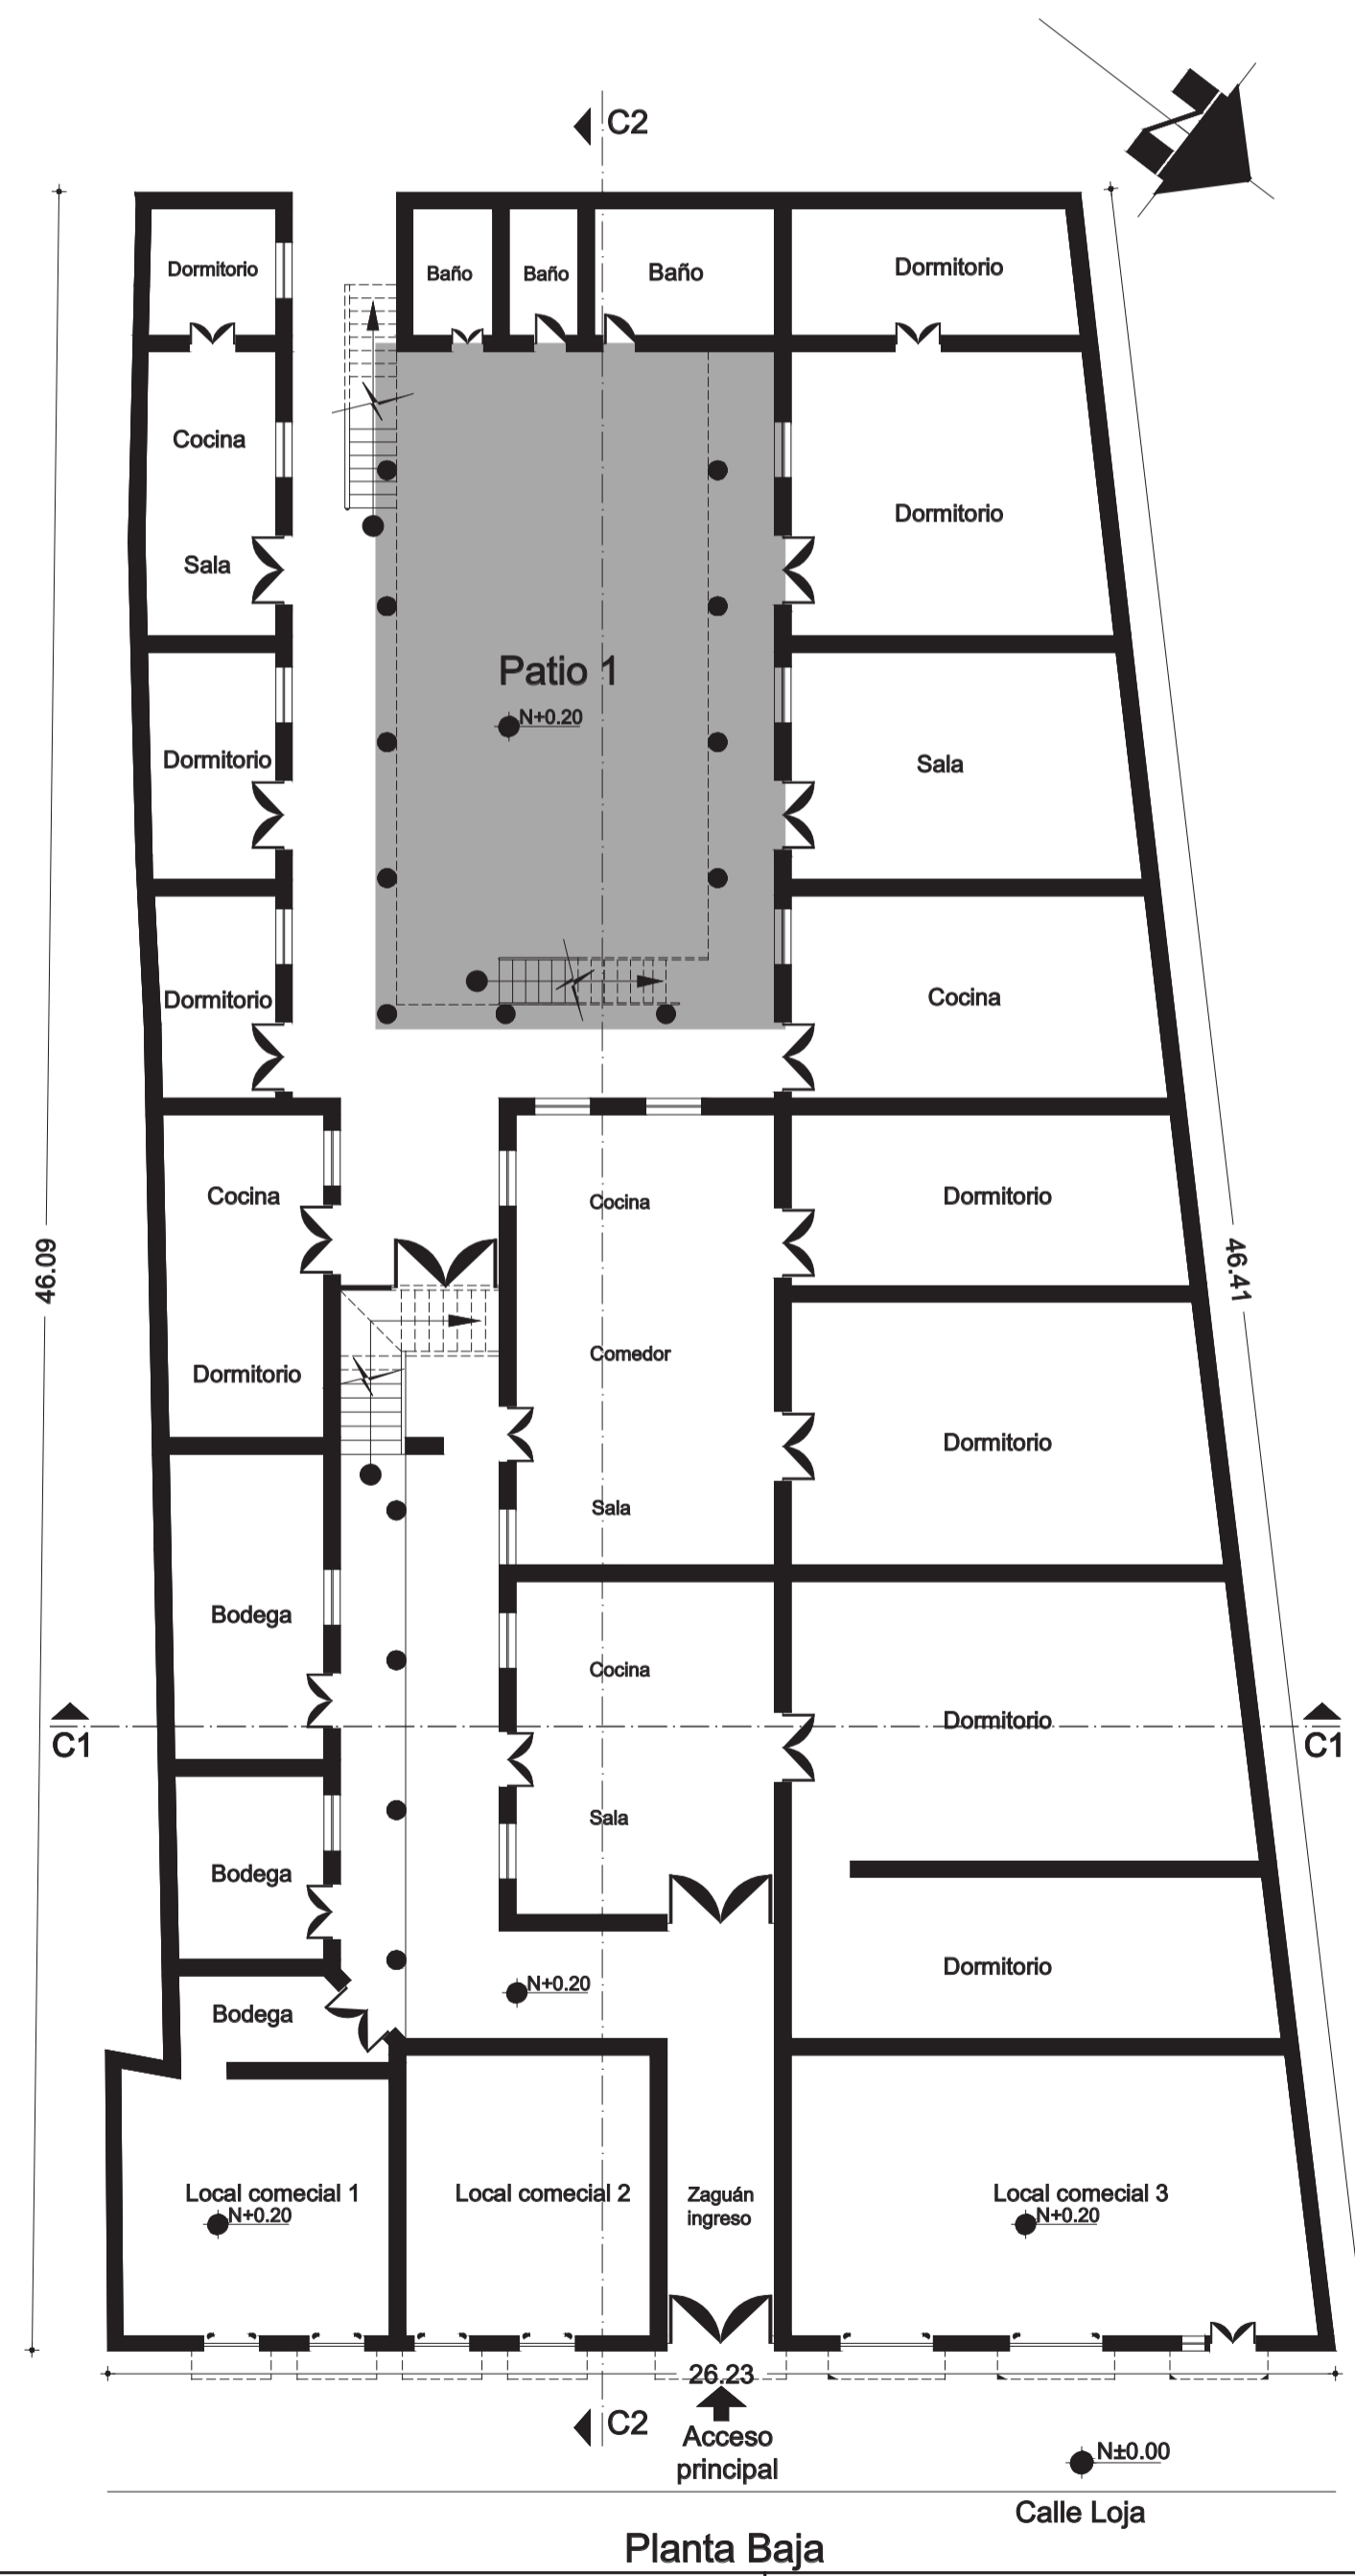 C2
N
Dormitorio
Baño
Baño
Baño
Dormitorio
Cocina
Sala
Dormitorio
Patio 1
N+0.20
Dormitorio
Sala
Dormitorio
Cocina
46.09
46.41
Cocina
Cocina
Dormitorio
Comedor
Dormitorio
Dormitorio
Sala
Bodega
Cocina
Dormitorio
C1
C1
Sala
Bodega
Dormitorio
N+0.20
Bodega
Local comecial 1
N+0.20
Local comecial 2
Zaguán
ingreso
Local comecial 3
N+0.20
26.23
C2
Acceso
principal
N±0.00
Calle Loja
Planta Baja